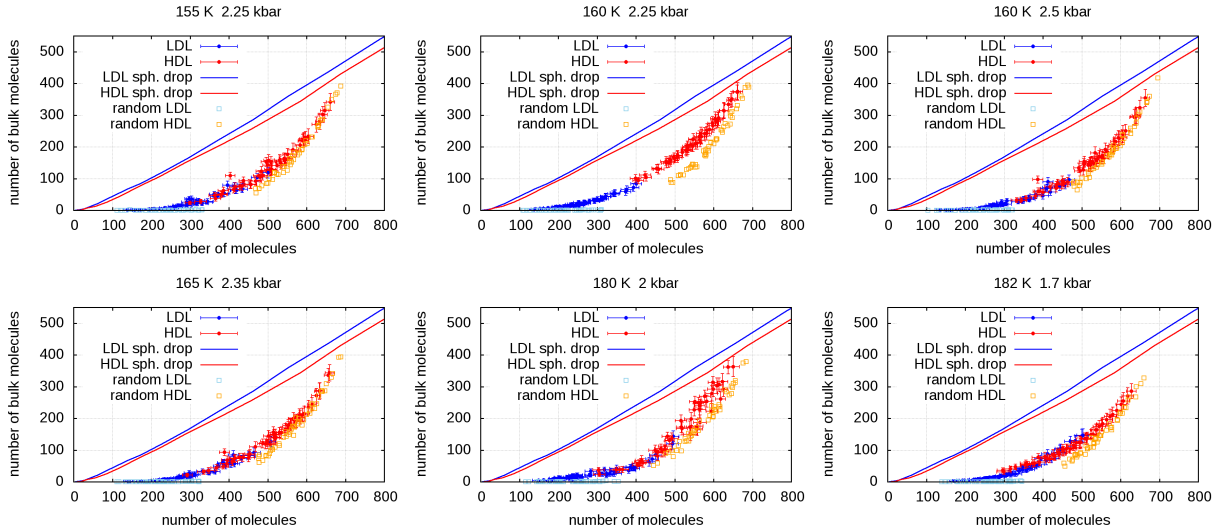 155 K  2.25 kbar
number of bulk molecules
500
400
300
200
100
0
LDL
HDL
LDL sph. drop
HDL sph. drop
random LDL
random HDL
0 100 200 300 400 500 600 700 800
number of molecules
160 K  2.25 kbar
number of bulk molecules
500
400
300
200
100
0
LDL
HDL
LDL sph. drop
HDL sph. drop
random LDL
random HDL
0 100 200 300 400 500 600 700 800
number of molecules
160 K  2.5 kbar
number of bulk molecules
500
400
300
200
100
0
LDL
HDL
LDL sph. drop
HDL sph. drop
random LDL
random HDL
0 100 200 300 400 500 600 700 800
number of molecules
165 K  2.35 kbar
number of bulk molecules
500
400
300
200
100
0
LDL
HDL
LDL sph. drop
HDL sph. drop
random LDL
random HDL
0 100 200 300 400 500 600 700 800
number of molecules
180 K  2 kbar
number of bulk molecules
500
400
300
200
100
0
LDL
HDL
LDL sph. drop
HDL sph. drop
random LDL
random HDL
0 100 200 300 400 500 600 700 800
number of molecules
182 K  1.7 kbar
number of bulk molecules
500
400
300
200
100
0
LDL
HDL
LDL sph. drop
HDL sph. drop
random LDL
random HDL
0 100 200 300 400 500 600 700 800
number of molecules